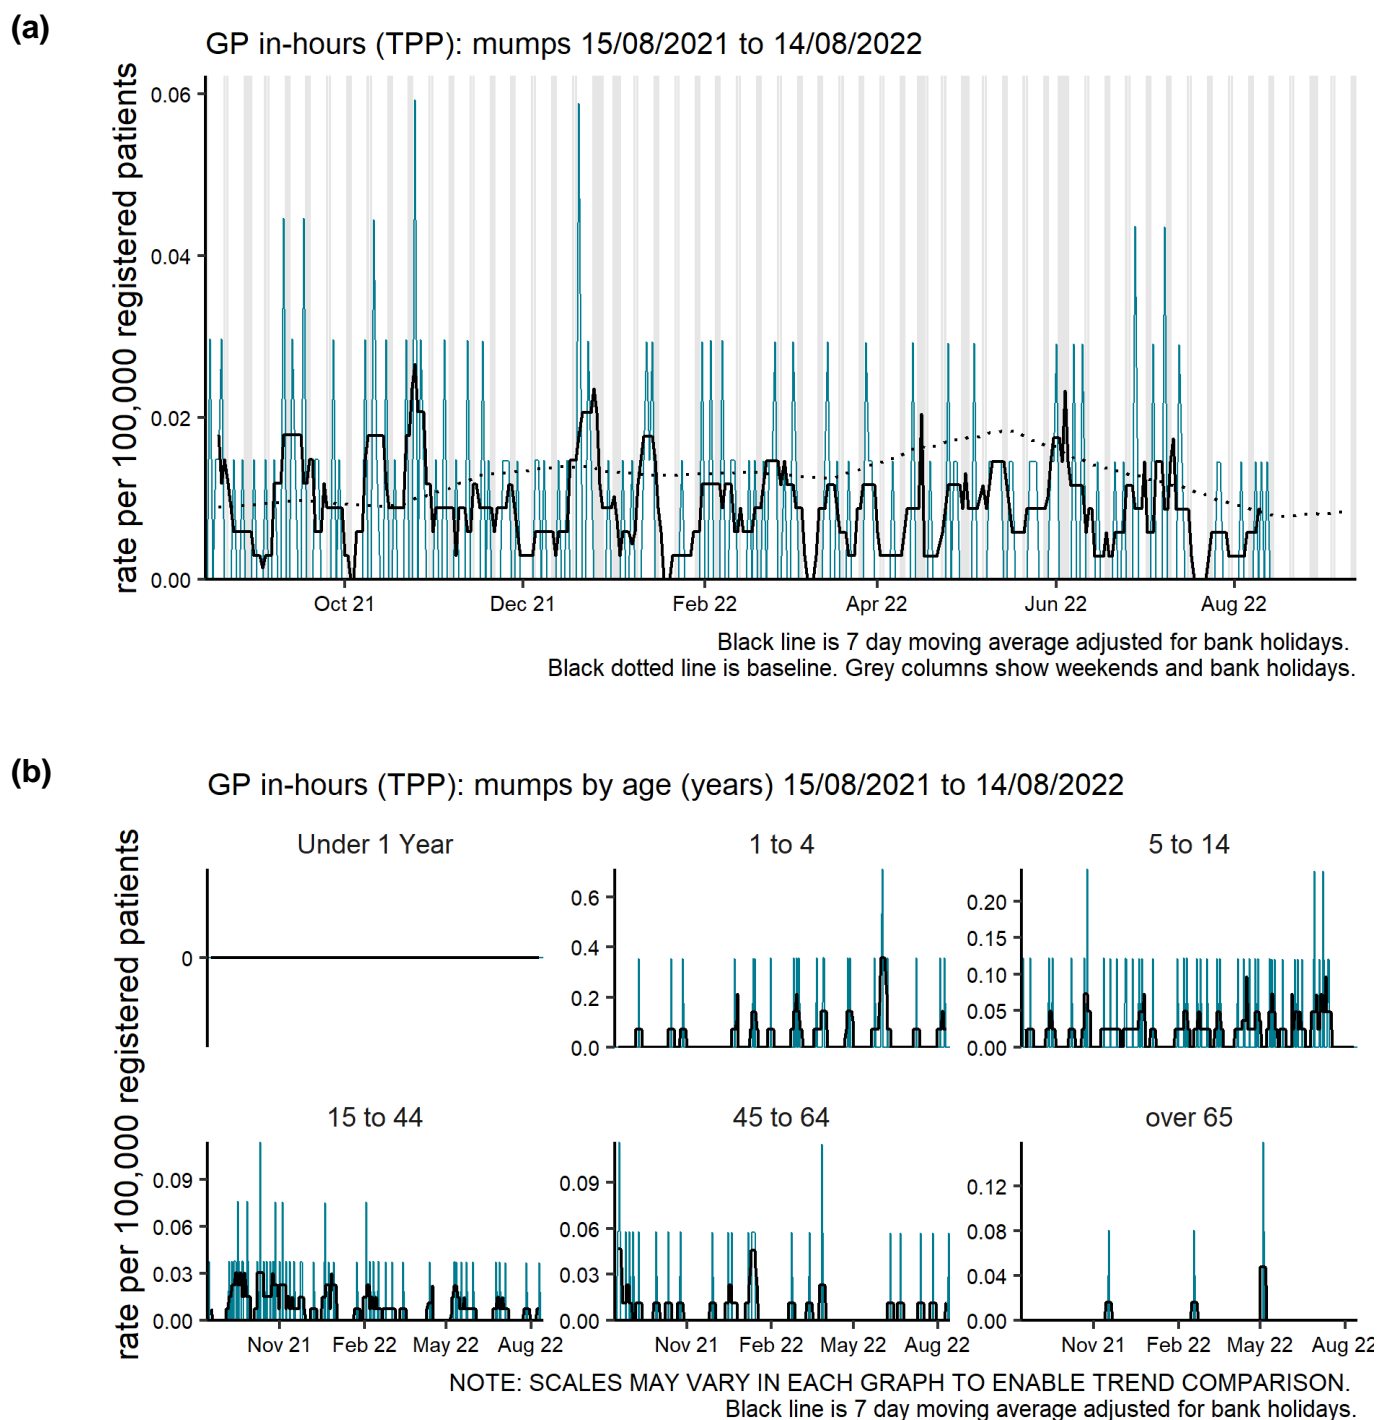 (a)
GP in-hours (TPP): mumps 15/08/2021 to 14/08/2022
rate per 100,000 registered patients
0.06
0.04
0.02
0.00
Oct 21 Dec 21 Feb 22 Apr 22 Jun 22 Aug 22
Black line is 7 day moving average adjusted for bank holidays.
Black dotted line is baseline. Grey columns show weekends and bank holidays.
(b)
GP in-hours (TPP): mumps by age (years) 15/08/2021 to 14/08/2022
rate per 100,000 registered patients
Under 1 Year
0
1 to 4
0.6
0.4
0.2
0.0
5 to 14
0.20
0.15
0.10
0.05
0.00
15 to 44
0.09
0.06
0.03
0.00
Nov 21 Feb 22 May 22 Aug 22
45 to 64
0.09
0.06
0.03
0.00
Nov 21 Feb 22 May 22 Aug 22
over 65
0.12
0.08
0.04
0.00
Nov 21 Feb 22 May 22 Aug 22
NOTE: SCALES MAY VARY IN EACH GRAPH TO ENABLE TREND COMPARISON.
Black line is 7 day moving average adjusted for bank holidays.